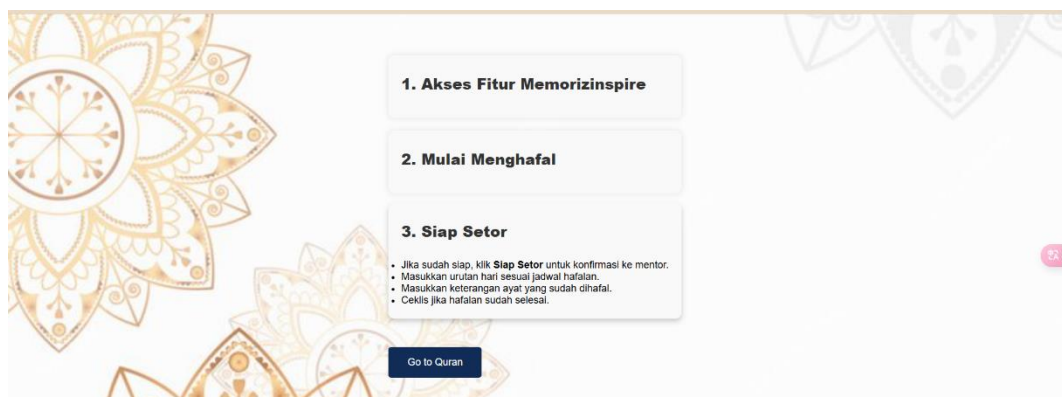 1. Akses Fitur Memorizinspire
2. Mulai Menghafal
3. Siap Setor
Jika sudah siap, klik Siap Setor untuk konfirmasi ke mentor.
Masukkan urutan hari sesuai jadwal hafalan.
Masukkan keterangan ayat yang sudah dihafal.
Ceklis jika hafalan sudah selesai.
Go to Quran